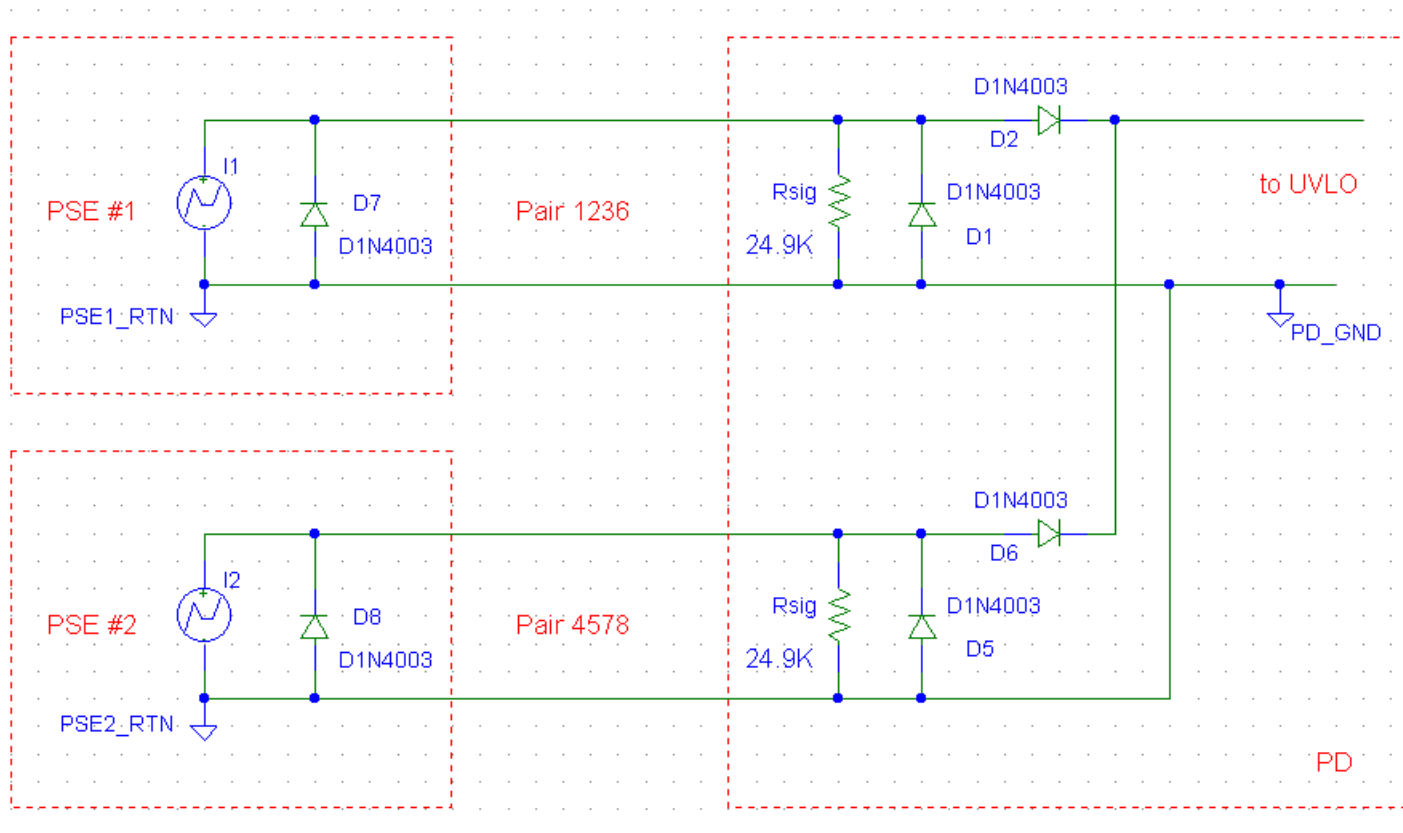 D1N4003
D2
I1
PSE #1
D7
D1N4003
Pair 1236
Rsig
24.9K
D1N4003
D1
to UVLO
PSE1_RTN
PD_GND
D1N4003
D6
I2
PSE #2
D8
D1N4003
Pair 4578
Rsig
24.9K
D1N4003
D5
PSE2_RTN
PD